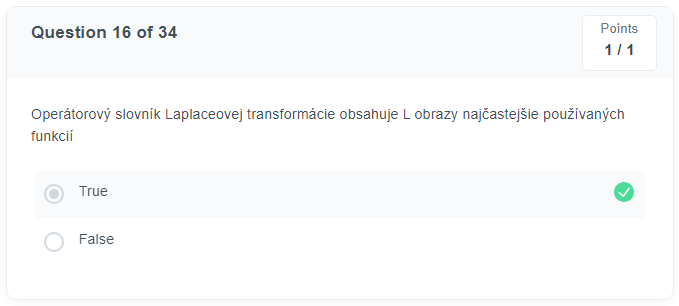 Question 16 of 34
Points
1 / 1
Operátorový slovník Laplaceovej transformácie obsahuje L obrazy najčastejšie používaných
funkcií
True
False